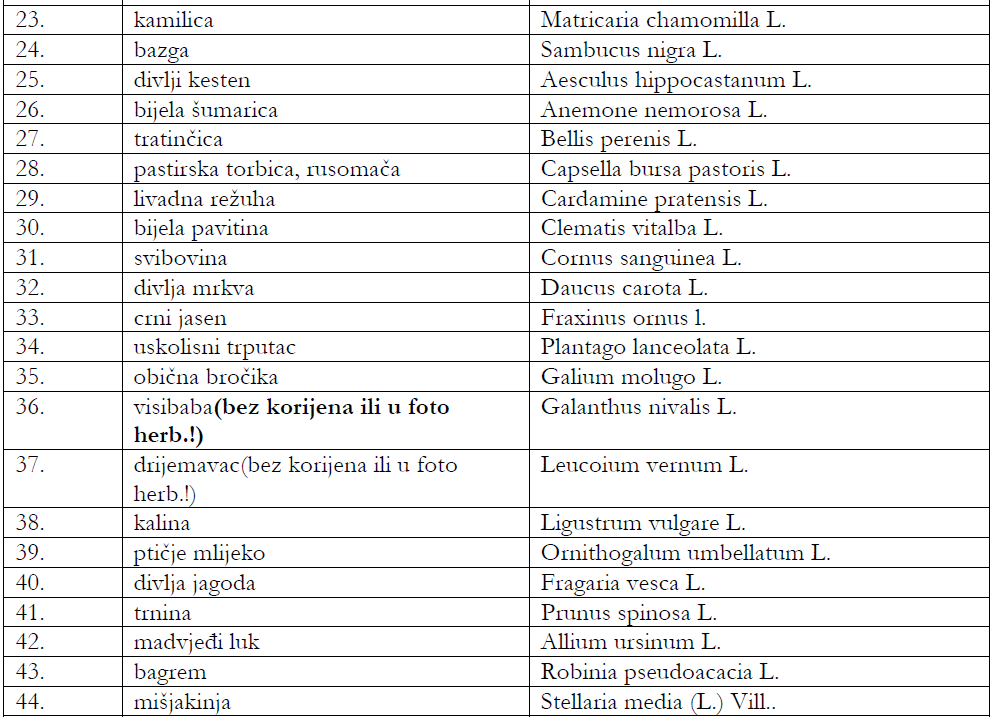 23. kamilica Matricaria chamomilla L.
24. bazga Sambucus nigra L.
25. divlji kesten Aesculus hippocastanum L.
26. bijela šumarica Anemone nemorosa L.
27. tratinčica Bellis perenis L.
28. pastirska torbica, rusomača Capsella bursa pastoris L.
29. livadna režuha Cardamine pratensis L.
30. bijela pavitina Clematis vitalba L.
31. svibovina Cornus sanguinea L.
32. divlja mrkva Daucus carota L.
33. crni jasen Fraxinus ornus l.
34. uskolisni trputac Plantago lanceolata L.
35. obična bročika Galium molugo L.
36. visibaba(bez korijena ili u foto Galanthus nivalis L.
herb.!)
37. drijemavac(bez korijena ili u foto Leucoium vernum L.
herb.!)
38. kalina Ligustrum vulgare L.
39. ptičje mlijeko Ornithogalum umbellatum L.
40. divlja jagoda Fragaria vesca L.
41. trnina Prunus spinosa L.
42. madvjeđi luk Allium ursinum L.
43. bagrem Robinia pseudoacacia L.
44. mišjakinja Stellaria media (L.) Vill..